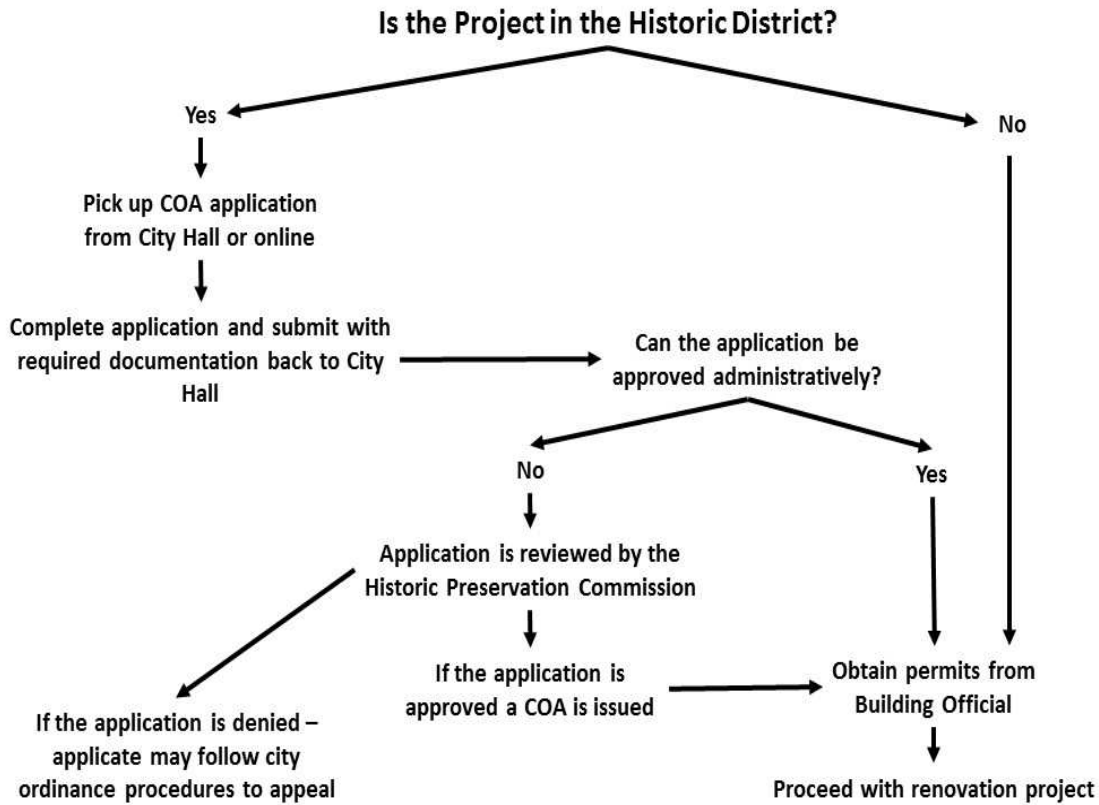 Is the Project in the Historic District?
Yes
No
Pick up COA application
from City Hall or online
Complete application and submit with
required documentation back to City
Hall
Can the application be
approved administratively?
No
Yes
Application is reviewed by the
Historic Preservation Commission
If the application is
approved a COA is issued
Obtain permits from
Building Official
If the application is denied –
applicate may follow city
ordinance procedures to appeal
Proceed with renovation project